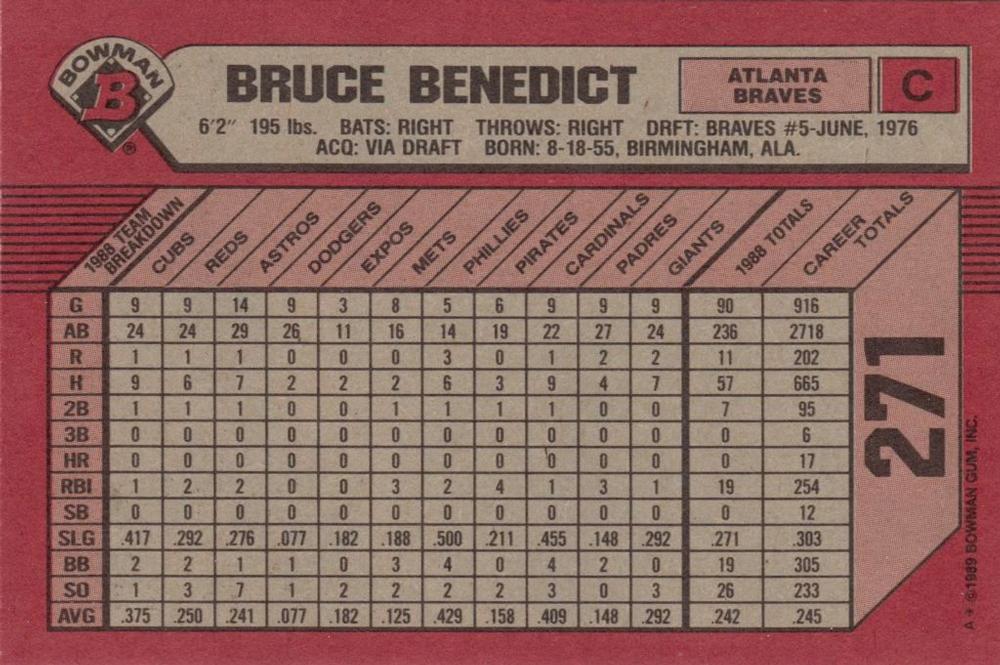 BOWMAN
B
®
BRUCE BENEDICT
ATLANTA
BRAVES
C
6'2" 195 lbs. BATS: RIGHT THROWS: RIGHT DRFT: BRAVES #5-JUNE, 1976
ACQ: VIA DRAFT BORN: 8-18-55, BIRMINGHAM, ALA.
1988 TEAM BREAKDOWN CUBS REDS ASTROS DODGERS EXPOS METS PHILLIES PIRATES CARDINALS PADRES GIANTS 1988 TOTALS CAREER TOTALS
G 9 9 14 9 3 8 5 6 9 9 9 90 916
AB 24 24 29 26 11 16 14 19 22 27 24 236 2718
R 1 1 1 0 0 0 3 0 1 2 2 11 202
H 9 6 7 2 2 2 6 3 9 4 7 57 665
2B 1 1 1 0 0 1 1 1 1 0 0 7 95
3B 0 0 0 0 0 0 0 0 0 0 0 0 6
HR 0 0 0 0 0 0 0 0 0 0 0 0 17
RBI 1 2 2 0 0 3 2 4 1 3 1 19 254
SB 0 0 0 0 0 0 0 0 0 0 0 0 12
SLG .417 .292 .276 .077 .182 .188 .500 .211 .455 .148 .292 .271 .303
BB 2 2 1 1 0 3 4 0 4 2 0 19 305
SO 1 3 7 1 2 2 2 2 3 0 3 26 233
AVG .375 .250 .241 .077 .182 .125 .429 .158 .409 .148 .292 .242 .245
271
A * ©1989 BOWMAN GUM, INC.